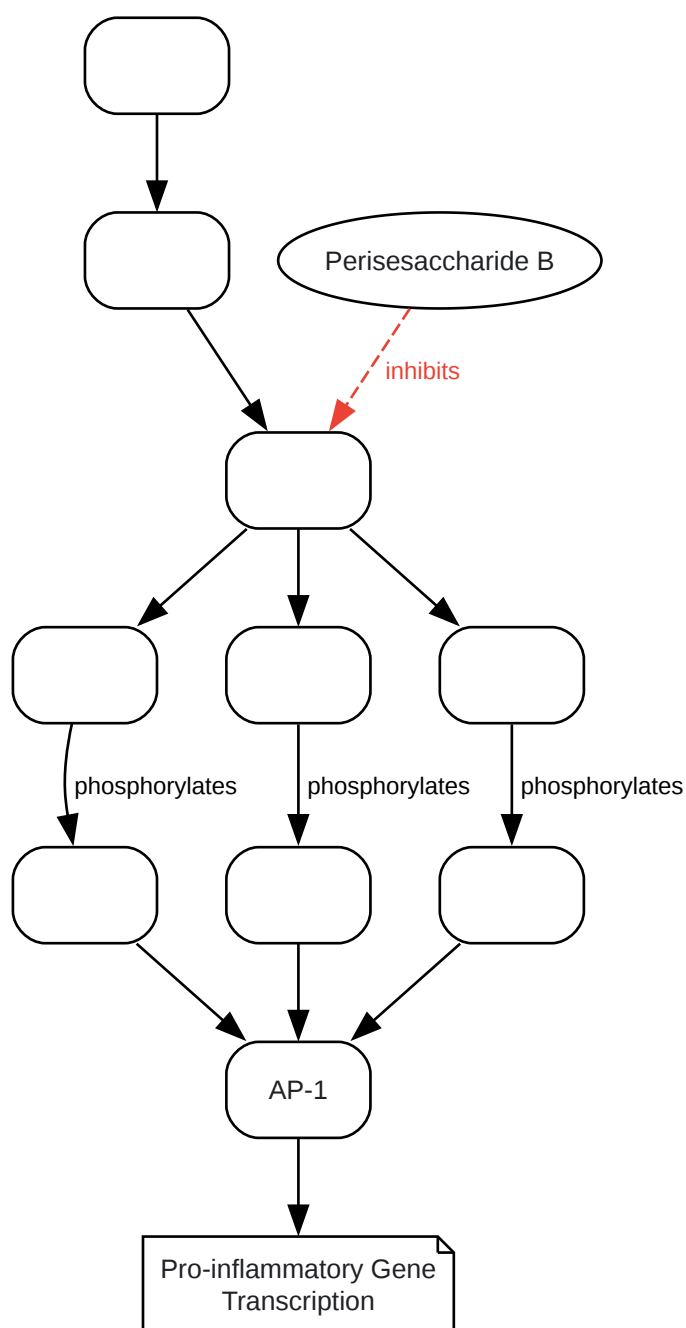 Perisesaccharide B
inhibits
phosphorylates
phosphorylates
phosphorylates
AP-1
Pro-inflammatory Gene
Transcription